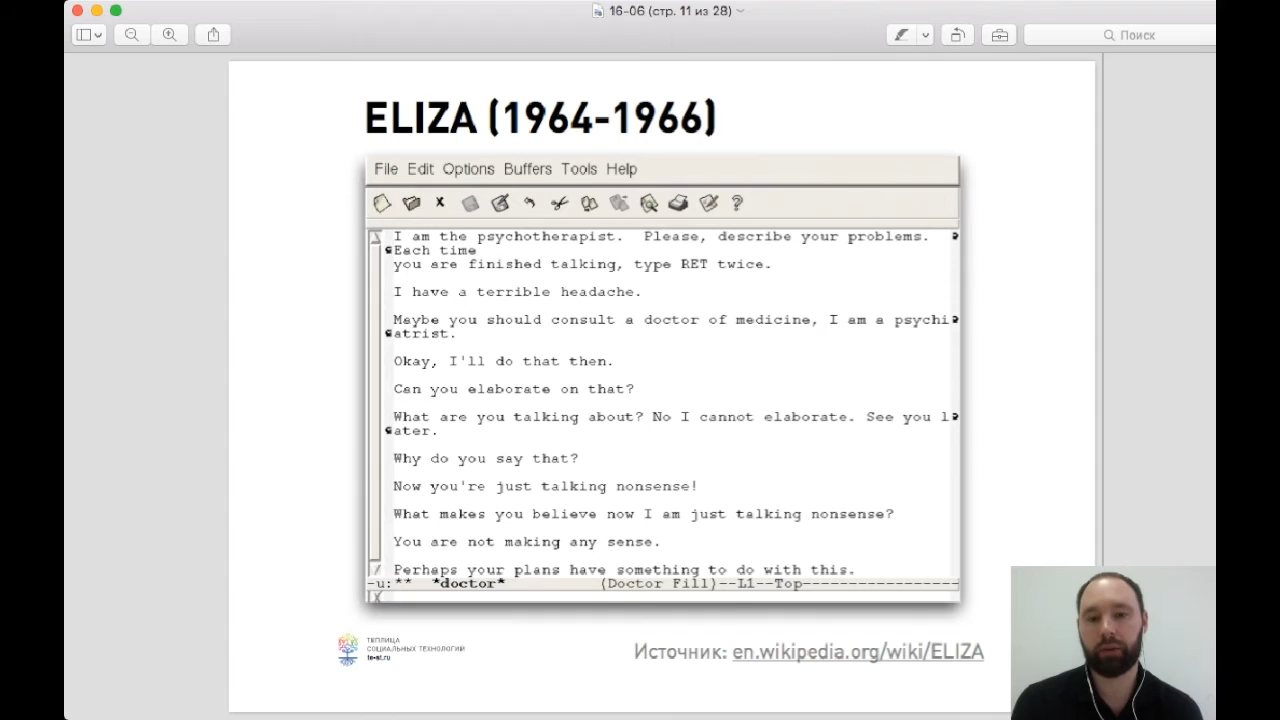 16-06 (стр. 11 из 28)
Поиск
ELIZA (1964-1966)
File Edit Options Buffers Tools Help
I am the psychotherapist.  Please, describe your problems.
Each time
you are finished talking, type RET twice.
I have a terrible headache.
Maybe you should consult a doctor of medicine, I am a psychi
atrist.
Okay, I'll do that then.
Can you elaborate on that?
What are you talking about? No I cannot elaborate. See you l
ater.
Why do you say that?
Now you're just talking nonsense!
What makes you believe now I am just talking nonsense?
You are not making any sense.
Perhaps your plans have something to do with this.
-u:**  *doctor*          (Doctor Fill)--L1--Top-----------------
ТЕПЛИЦА
СОЦИАЛЬНЫХ ТЕХНОЛОГИЙ
te-st.ru
Источник: en.wikipedia.org/wiki/ELIZA